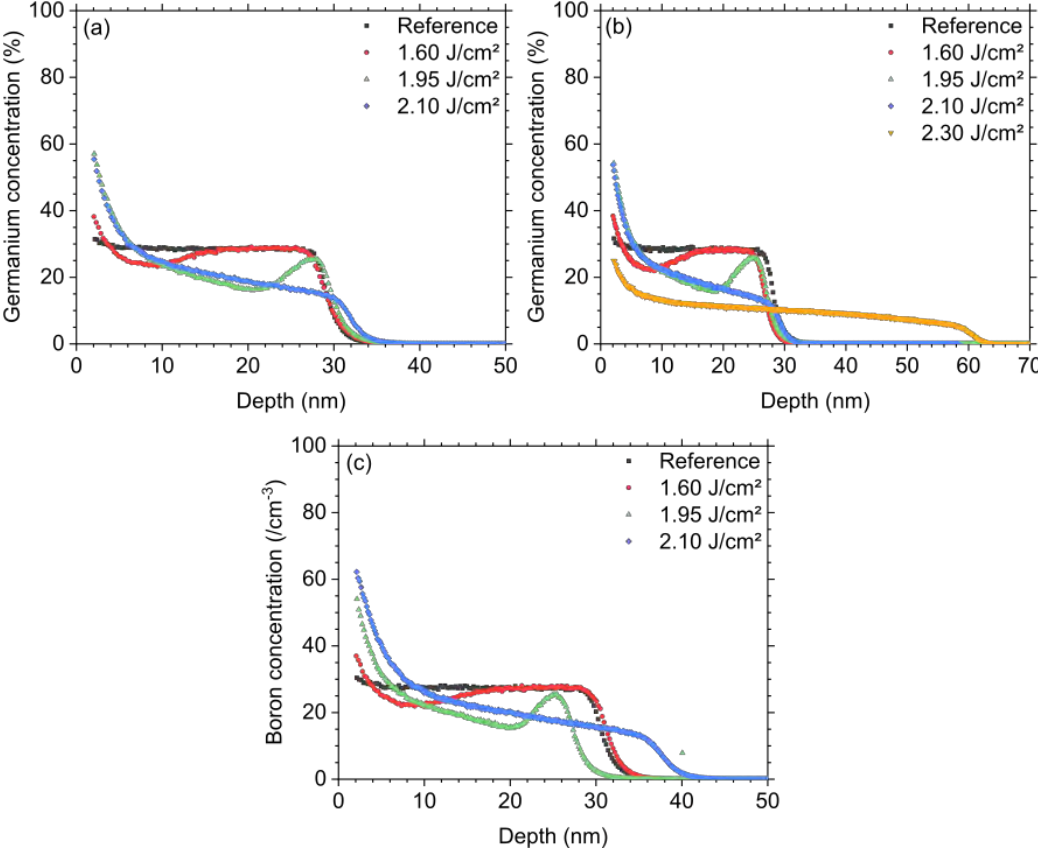 (a)
Reference
1.60 J/cm²
1.95 J/cm²
2.10 J/cm²
Germanium concentration (%)
100
80
60
40
20
0
0 10 20 30 40 50
Depth (nm)
(b)
Reference
1.60 J/cm²
1.95 J/cm²
2.10 J/cm²
2.30 J/cm²
Germanium concentration (%)
100
80
60
40
20
0
0 10 20 30 40 50 60 70
Depth (nm)
(c)
Reference
1.60 J/cm²
1.95 J/cm²
2.10 J/cm²
Boron concentration (/cm⁻³)
100
80
60
40
20
0
0 10 20 30 40 50
Depth (nm)